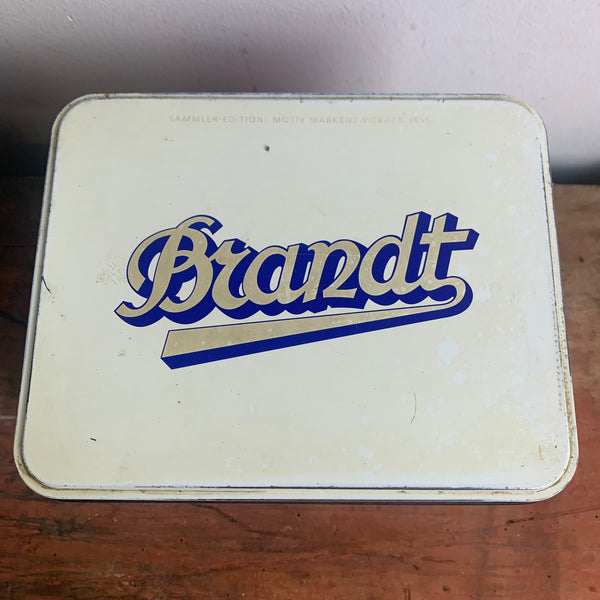 SAMMLER-EDITION: MOTIV MARKENZWIEBACK 1955
Brandt